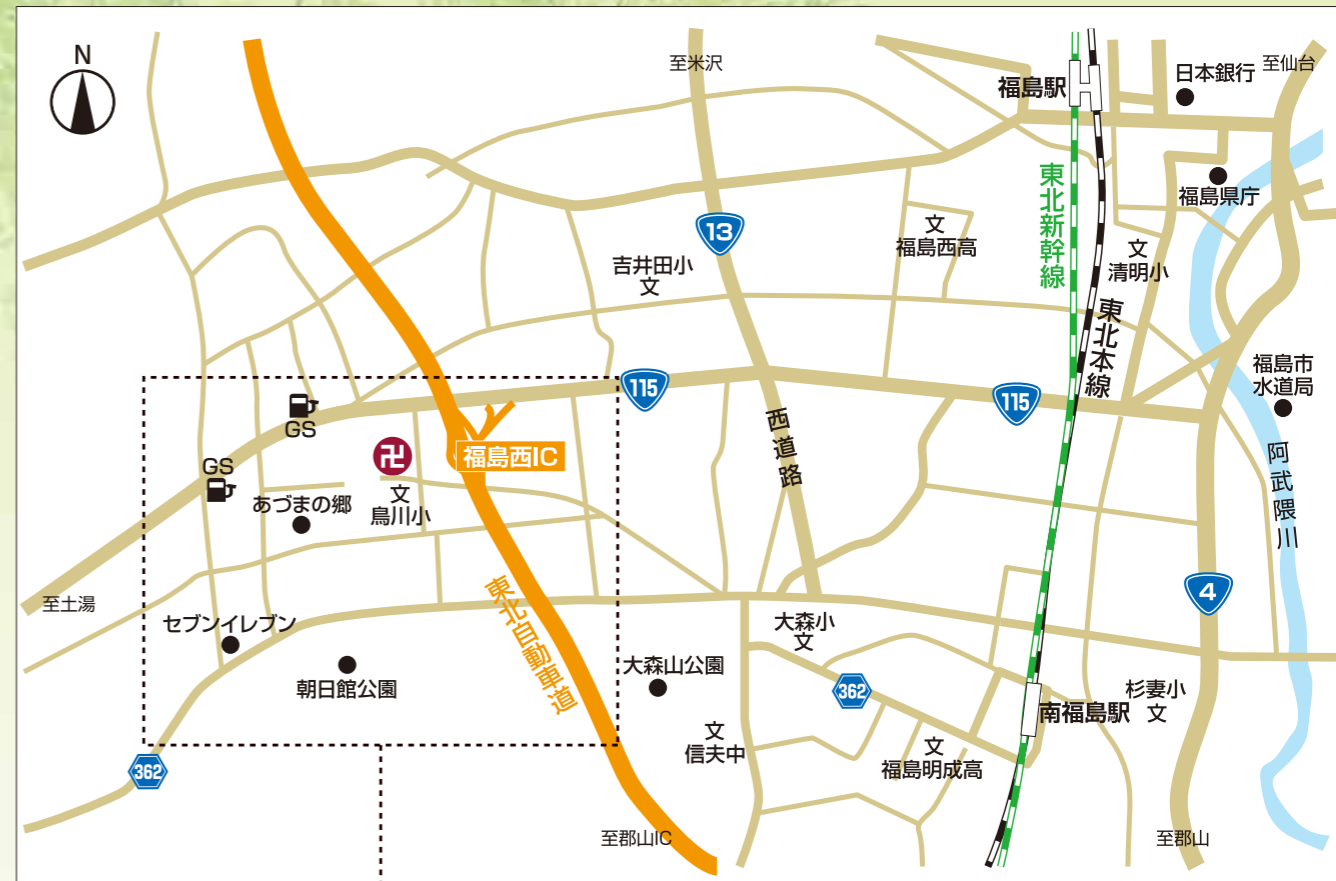 N
至米沢
福島駅
日本銀行
至仙台
福島県庁
東北新幹線
13
文
福島西高
吉井田小
文
文
清明小
東北本線
福島市
水道局
115
115
GS
卍
福島西IC
西道路
阿武隈川
GS
あづまの郷
文
鳥川小
至土湯
4
東北自動車道
セブンイレブン
朝日館公園
大森小
文
大森山公園
362
南福島駅
杉妻小
文
文
信夫中
文
福島明成高
362
至郡山IC
至郡山